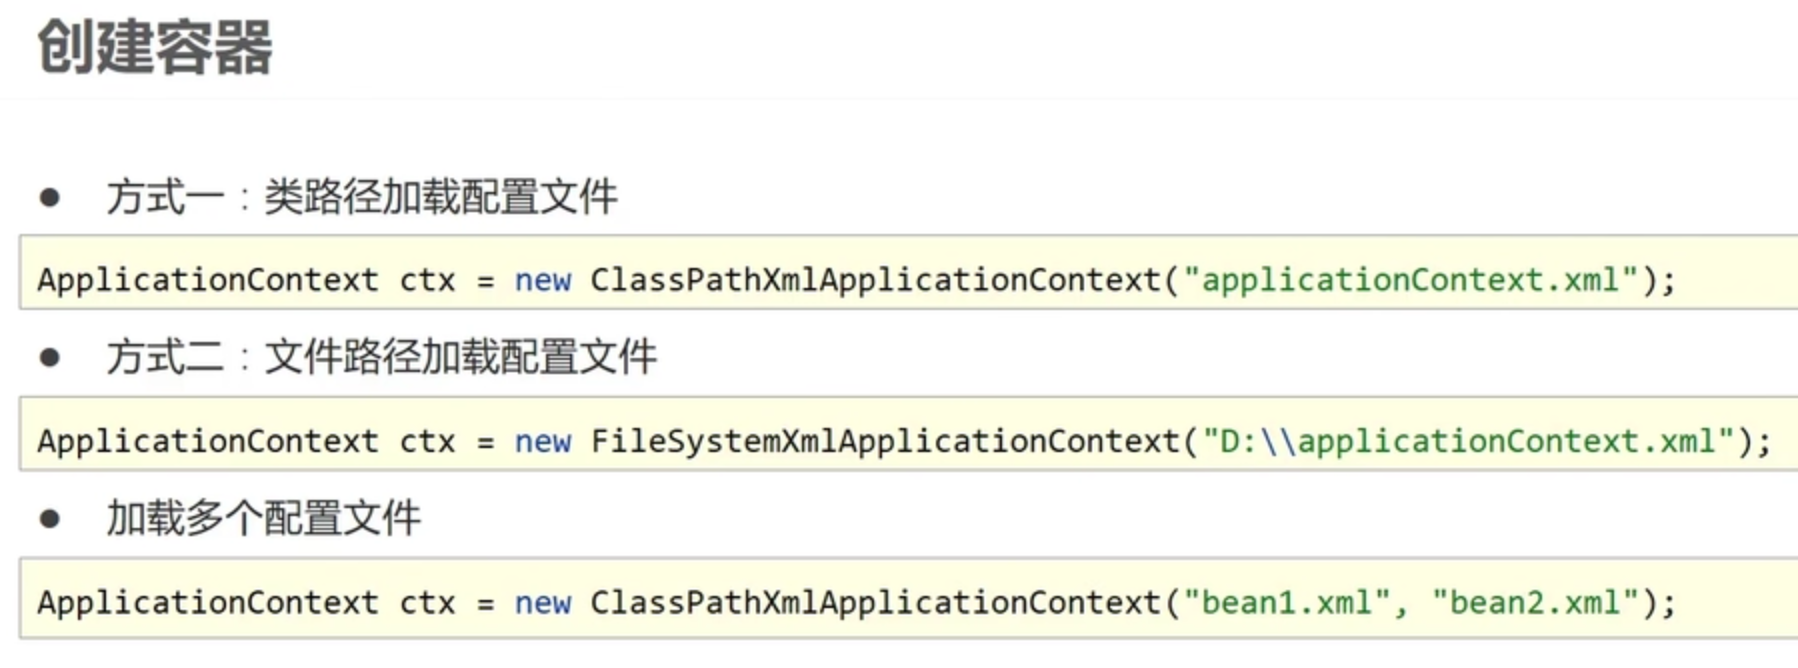 创建容器
● 方式一：类路径加载配置文件
ApplicationContext ctx = new ClassPathXmlApplicationContext("applicationContext.xml");
● 方式二：文件路径加载配置文件
ApplicationContext ctx = new FileSystemXmlApplicationContext("D:\\applicationContext.xml");
● 加载多个配置文件
ApplicationContext ctx = new ClassPathXmlApplicationContext("bean1.xml", "bean2.xml");